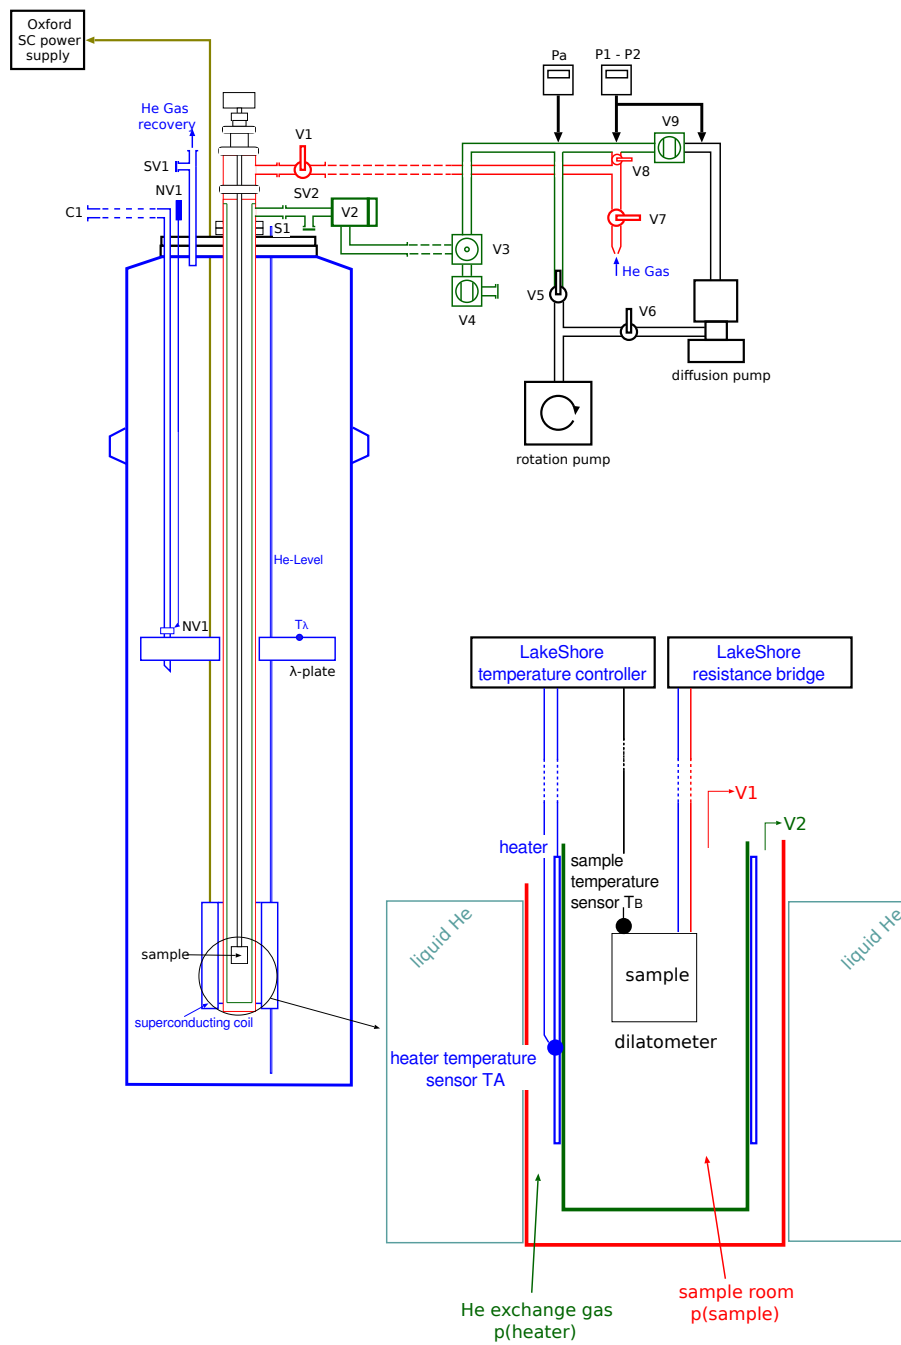 Oxford
SC power
supply
Pa
P1 - P2
He Gas
recovery
V1
V9
SV1
V8
NV1
SV2
C1
V2
S1
V7
V3
He Gas
V5
V6
V4
diffusion pump
rotation pump
He-Level
NV1
Tλ
λ-plate
LakeShore
temperature controller
LakeShore
resistance bridge
V1
V2
heater
sample
temperature
sensor TB
liquid He
liquid He
sample
sample
superconducting coil
dilatometer
heater temperature
sensor TA
sample room
p(sample)
He exchange gas
p(heater)